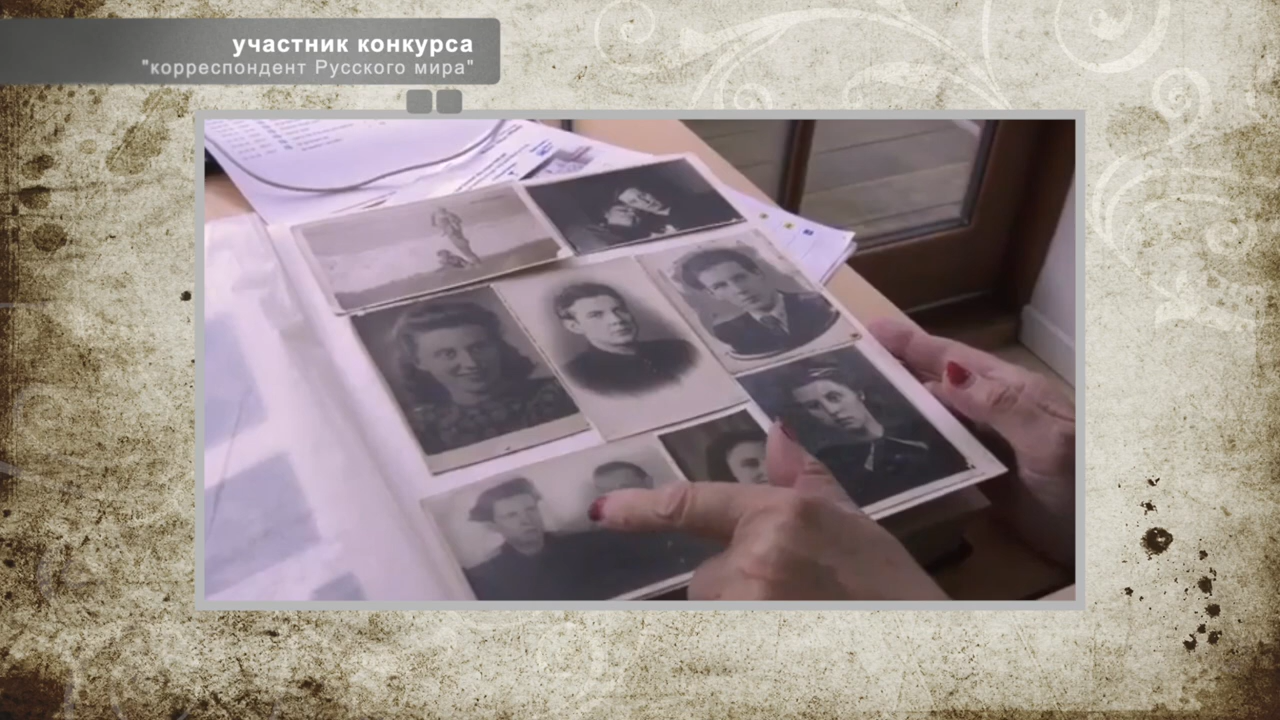 участник конкурса
"корреспондент Русского мира"